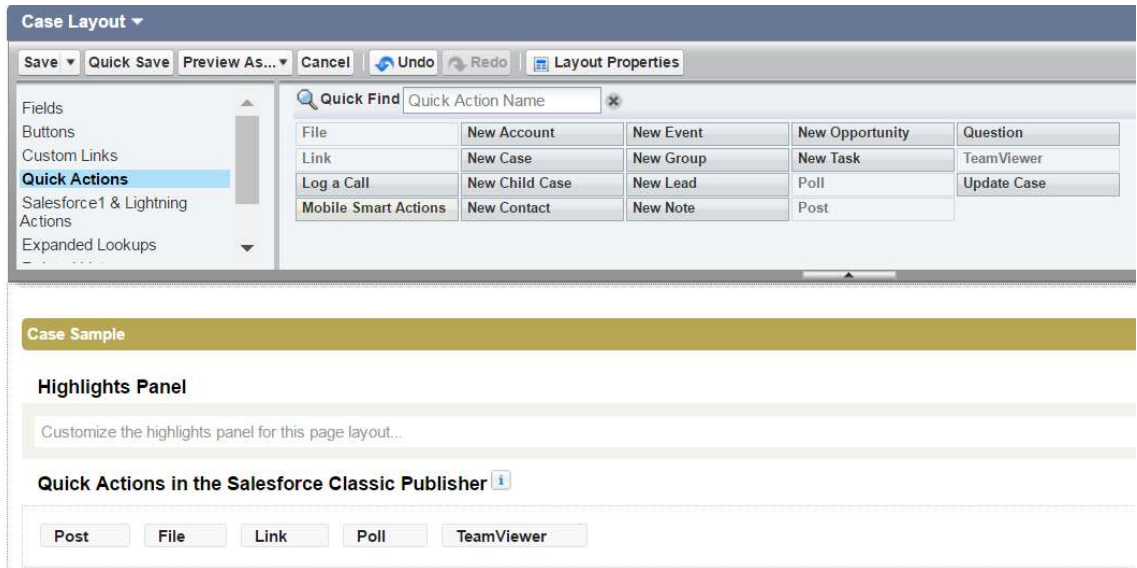 Case Layout
Save Quick Save Preview As... Cancel Undo Redo Layout Properties
Fields
Buttons
Custom Links
Quick Actions
Salesforce1 & Lightning
Actions
Expanded Lookups
Quick Find Quick Action Name
File New Account New Event New Opportunity Question
Link New Case New Group New Task TeamViewer
Log a Call New Child Case New Lead Poll Update Case
Mobile Smart Actions New Contact New Note Post
Case Sample
Highlights Panel
Customize the highlights panel for this page layout...
Quick Actions in the Salesforce Classic Publisher i
Post File Link Poll TeamViewer